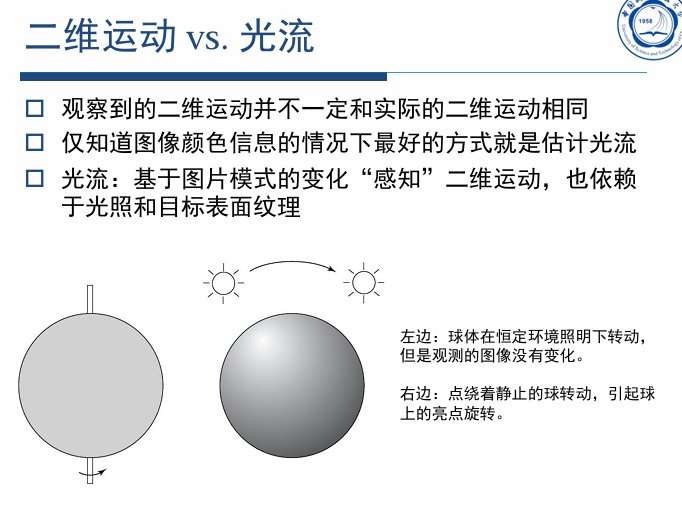 二维运动 vs. 光流
1958
观察到的二维运动并不一定和实际的二维运动相同
仅知道图像颜色信息的情况下最好的方式就是估计光流
光流：基于图片模式的变化“感知”二维运动，也依赖
于光照和目标表面纹理
左边：球体在恒定环境照明下转动，
但是观测的图像没有变化。
右边：点绕着静止的球转动，引起球
上的亮点旋转。